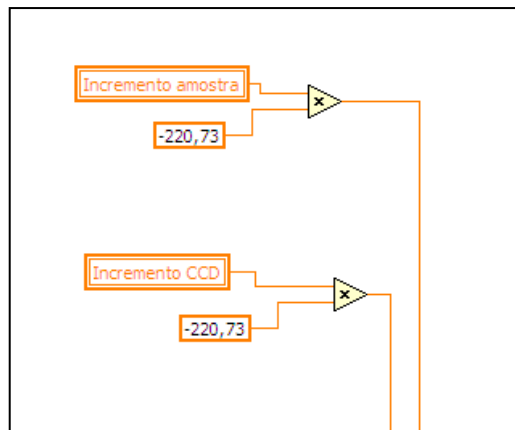 Incremento amostra
×
-220,73
Incremento CCD
×
-220,73